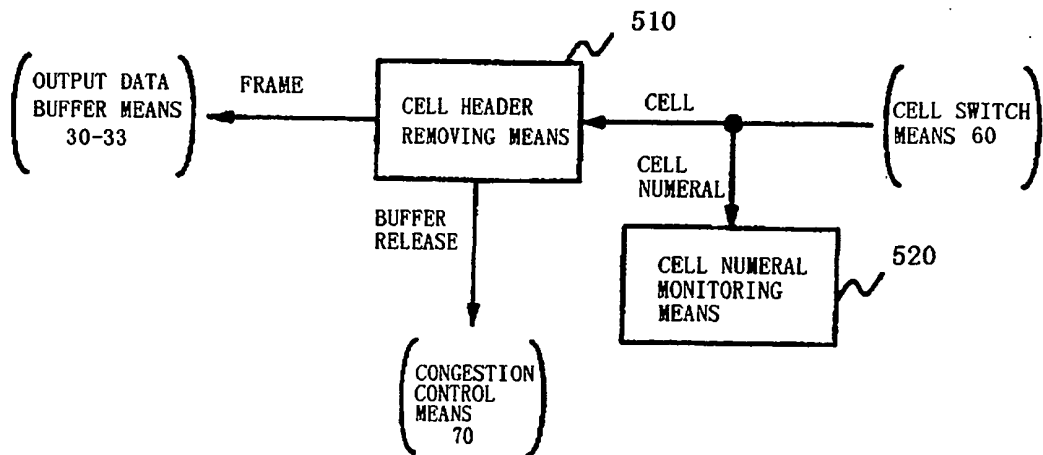 510
OUTPUT DATA
BUFFER MEANS
30-33
FRAME
CELL HEADER
REMOVING MEANS
CELL
CELL SWITCH
MEANS 60
CELL
NUMERAL
BUFFER
RELEASE
520
CELL NUMERAL
MONITORING
MEANS
CONGESTION
CONTROL
MEANS
70